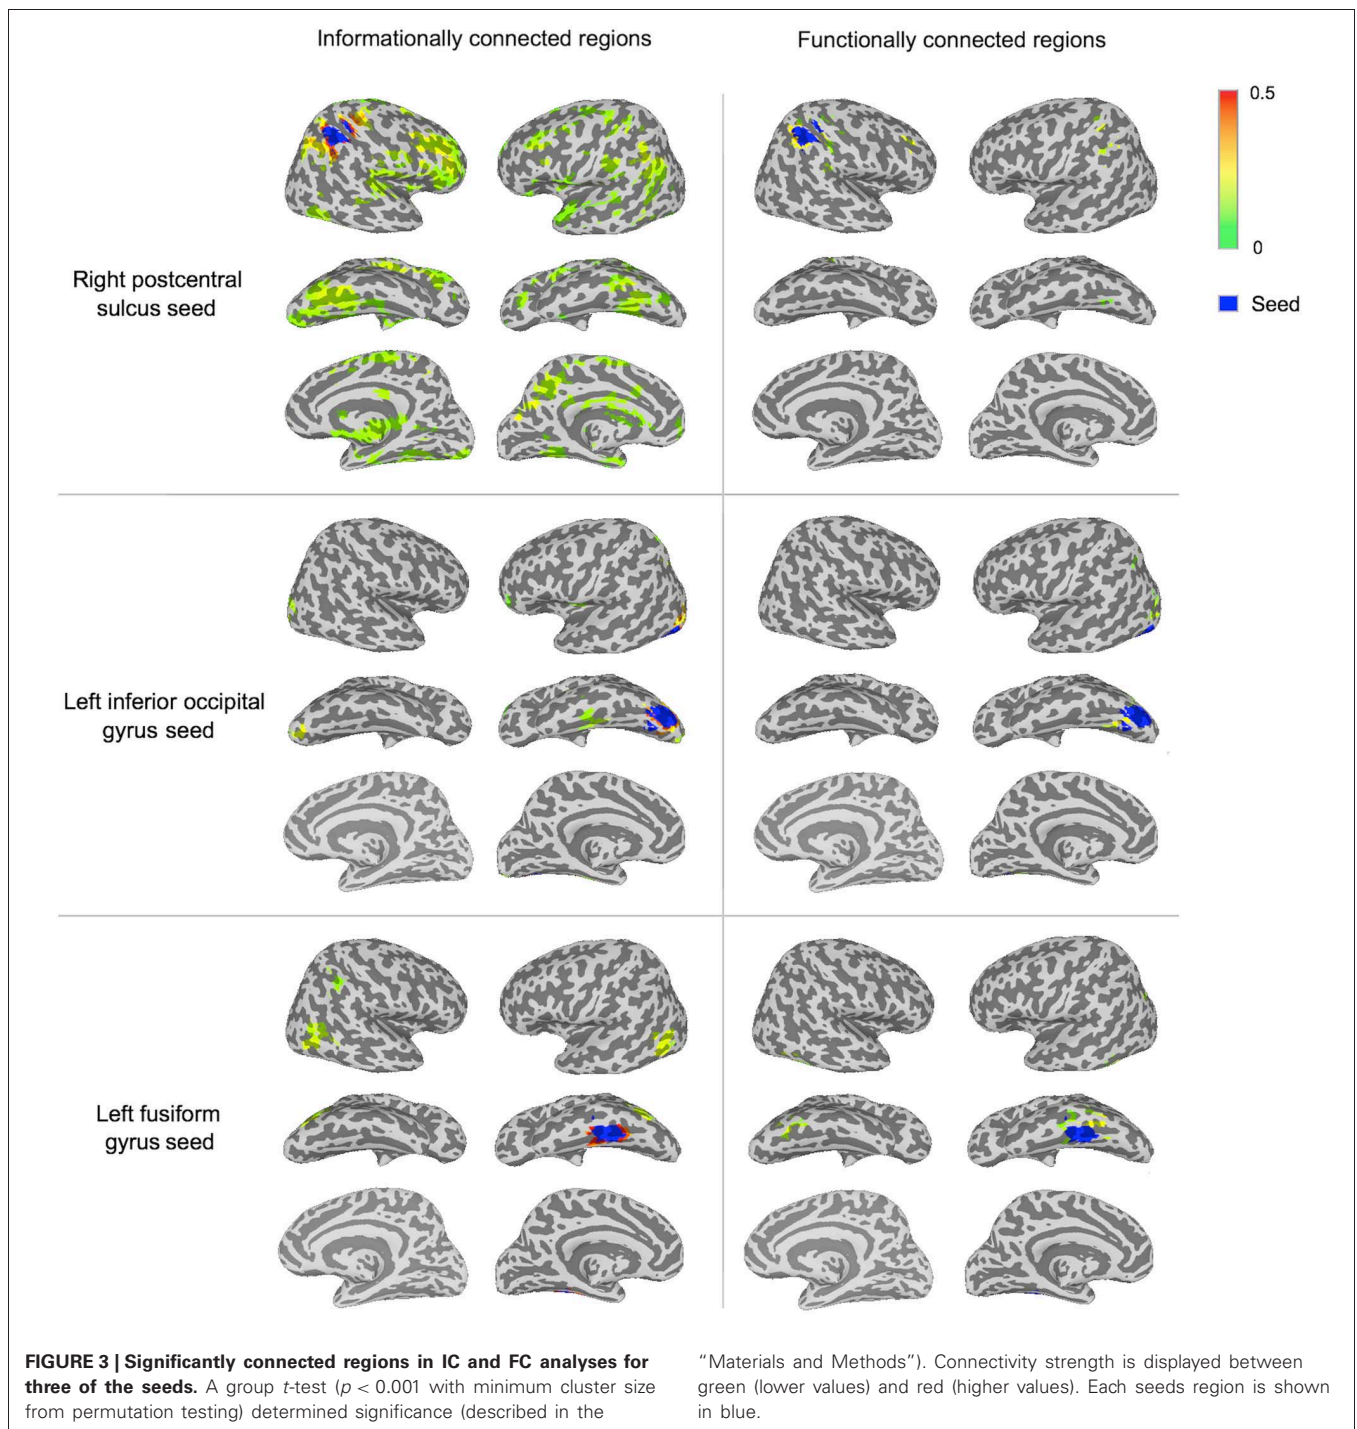 Informationally connected regions
Functionally connected regions
0.5
0
Seed
Right postcentral
sulcus seed
Left inferior occipital
gyrus seed
Left fusiform
gyrus seed
FIGURE 3 | Significantly connected regions in IC and FC analyses for
three of the seeds. A group t-test (p < 0.001 with minimum cluster size
from permutation testing) determined significance (described in the
“Materials and Methods”). Connectivity strength is displayed between
green (lower values) and red (higher values). Each seeds region is shown
in blue.